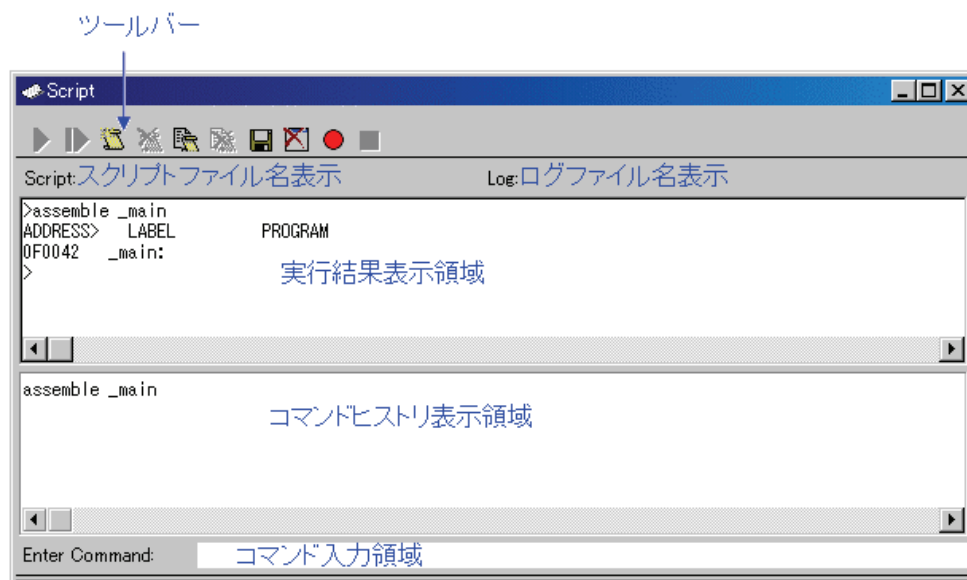 ツールバー
Script
Script:スクリプトファイル名表示 Log:ログファイル名表示
>assemble _main
ADDRESS> LABEL PROGRAM
0F0042 _main:
>
実行結果表示領域
assemble _main
コマンドヒストリ表示領域
Enter Command: コマンド入力領域